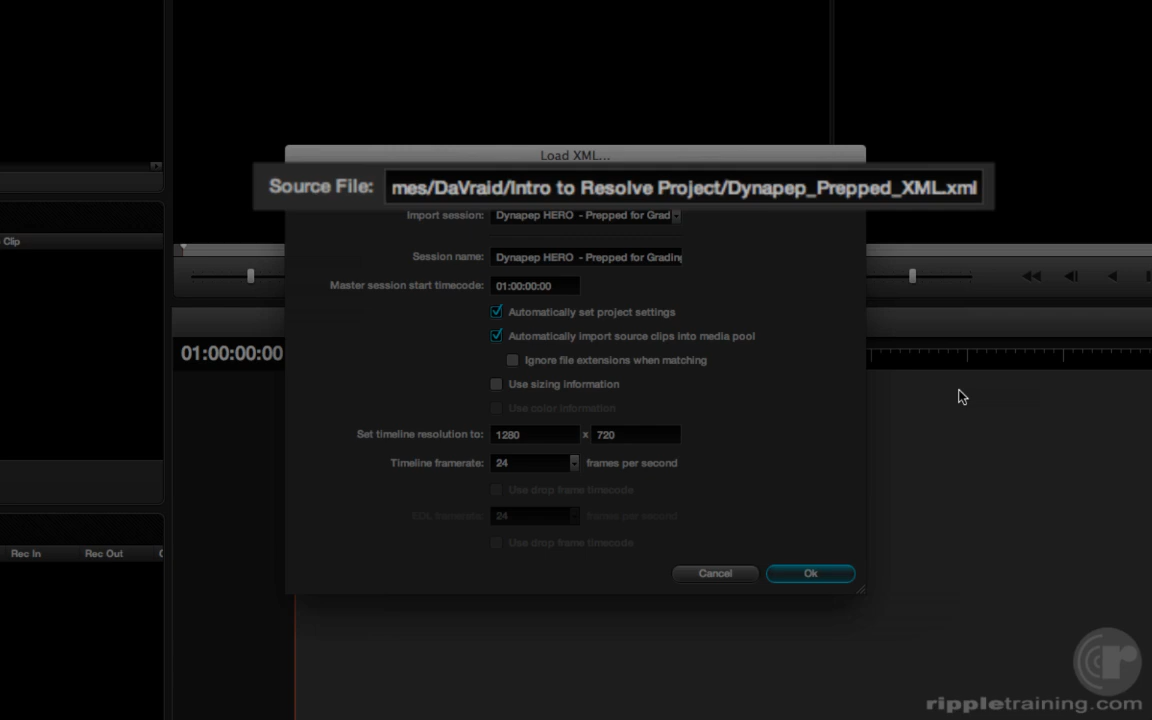 Load XML...
Source File: mes/DaVraid/Intro to Resolve Project/Dynapep_Prepped_XML.xml
Import session: Dynapep HERO - Prepped for Grad
Clip
Session name: Dynapep HERO - Prepped for Grading
Master session start timecode: 01:00:00:00
Automatically set project settings
Automatically import source clips into media pool
01:00:00:00
Ignore file extensions when matching
Use sizing information
Use color information
Set timeline resolution to: 1280 x 720
Timeline framerate: 24 frames per second
Use drop frame timecode
EDL framerate: 24 frames per second
Use drop frame timecode
Rec In Rec Out
Cancel Ok
rippletraining.com